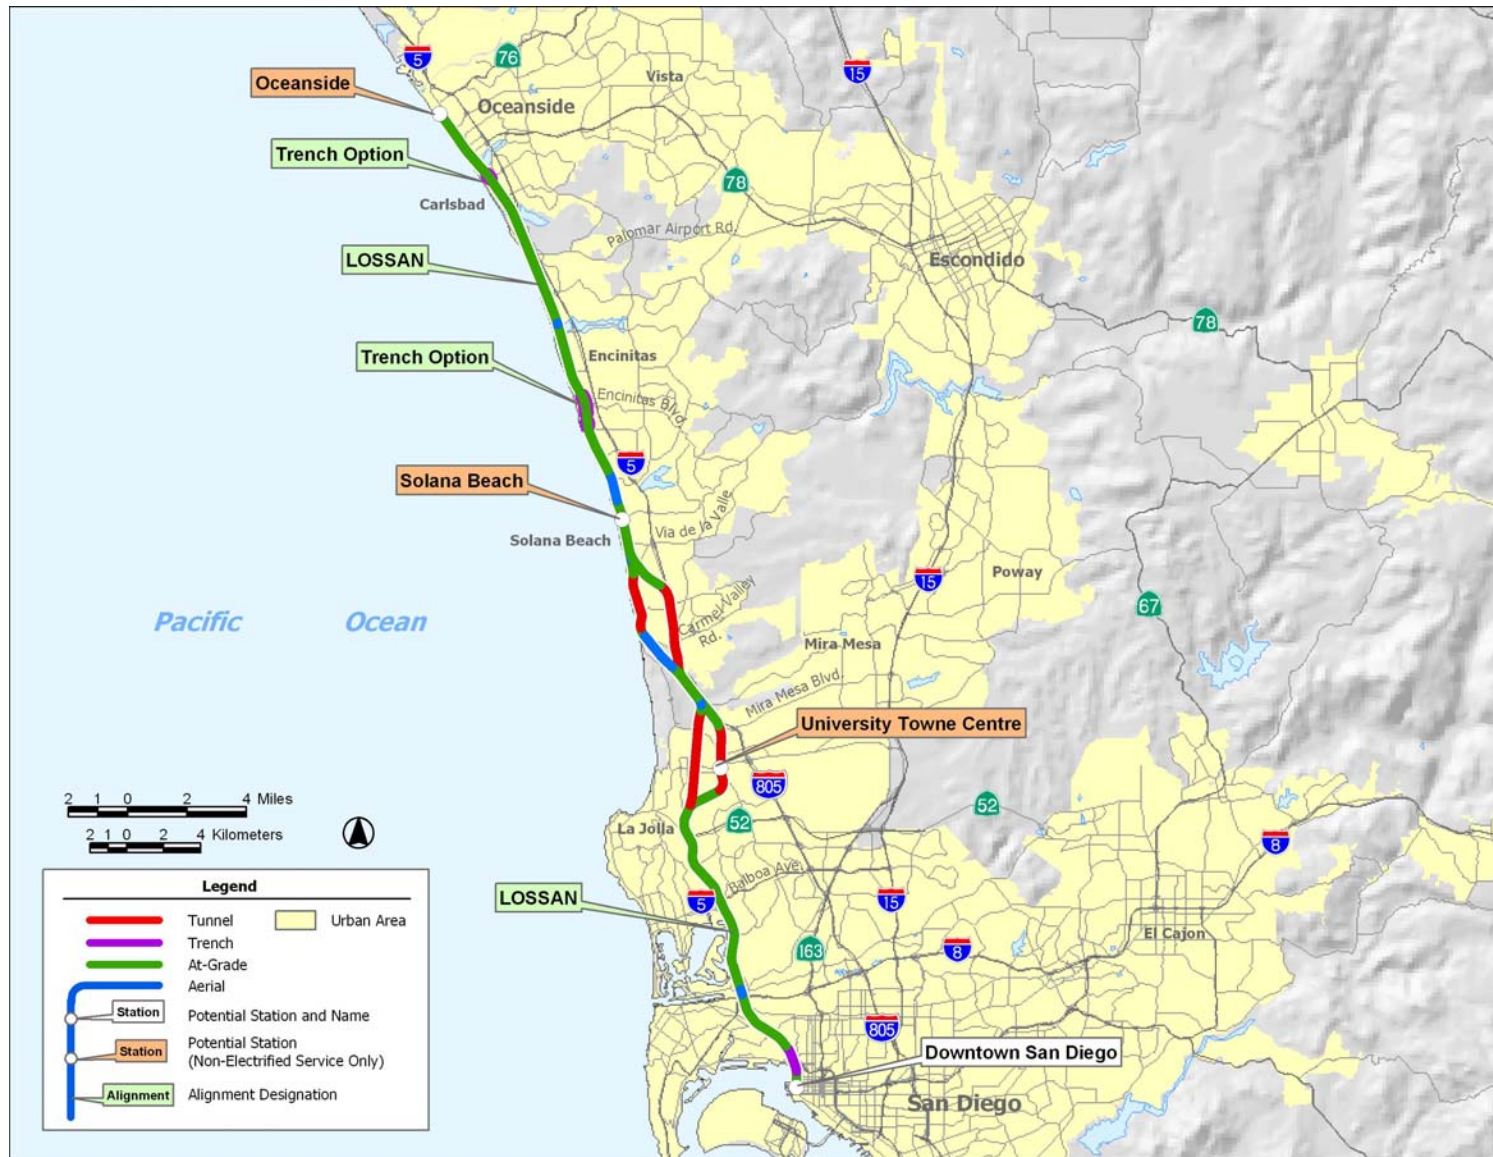 5
76
15
Vista
Oceanside
Oceanside
Trench Option
78
Carlsbad
Palomar Airport Rd.
LOSSAN
Escondido
78
Trench Option
Encinitas
Encinitas Blvd.
5
Solana Beach
Via de la Valle
Solana Beach
15
Poway
67
Carmel Valley
Rd.
Pacific Ocean
Mira Mesa
Mira Mesa Blvd.
University Towne Centre
805
2 1 0 2 4 Miles
2 1 0 2 4 Kilometers
52
52
La Jolla
8
Balboa Ave.
LOSSAN
5
15
163
8
El Cajon
805
Downtown San Diego
San Diego
Legend
Tunnel
Urban Area
Trench
At-Grade
Aerial
Station
Potential Station and Name
Station
Potential Station
(Non-Electrified Service Only)
Alignment
Alignment Designation